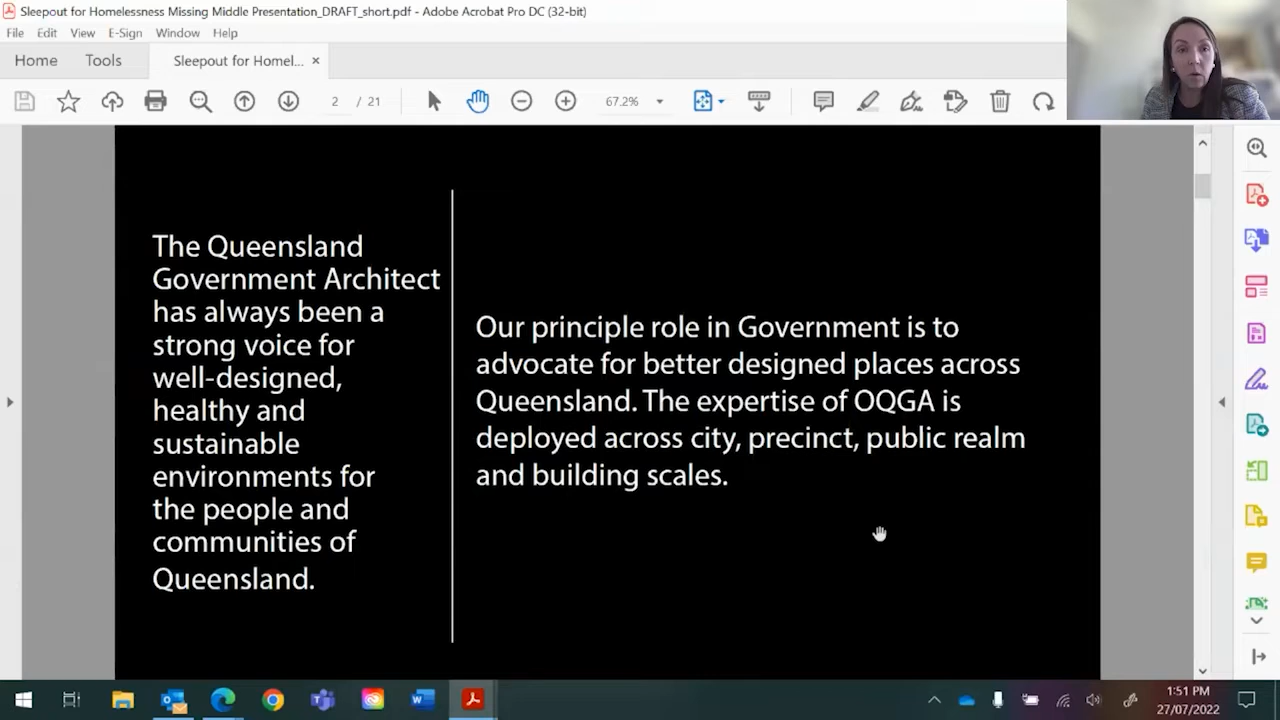 Sleepout for Homelessness Missing Middle Presentation_DRAFT_short.pdf - Adobe Acrobat Pro DC (32-bit)
File Edit View E-Sign Window Help
Home Tools Sleepout for Homel... ×
2 / 21 67.2%
The Queensland
Government Architect
has always been a
strong voice for
well-designed,
healthy and
sustainable
environments for
the people and
communities of
Queensland.
Our principle role in Government is to
advocate for better designed places across
Queensland. The expertise of OQGA is
deployed across city, precinct, public realm
and building scales.
1:51 PM
27/07/2022